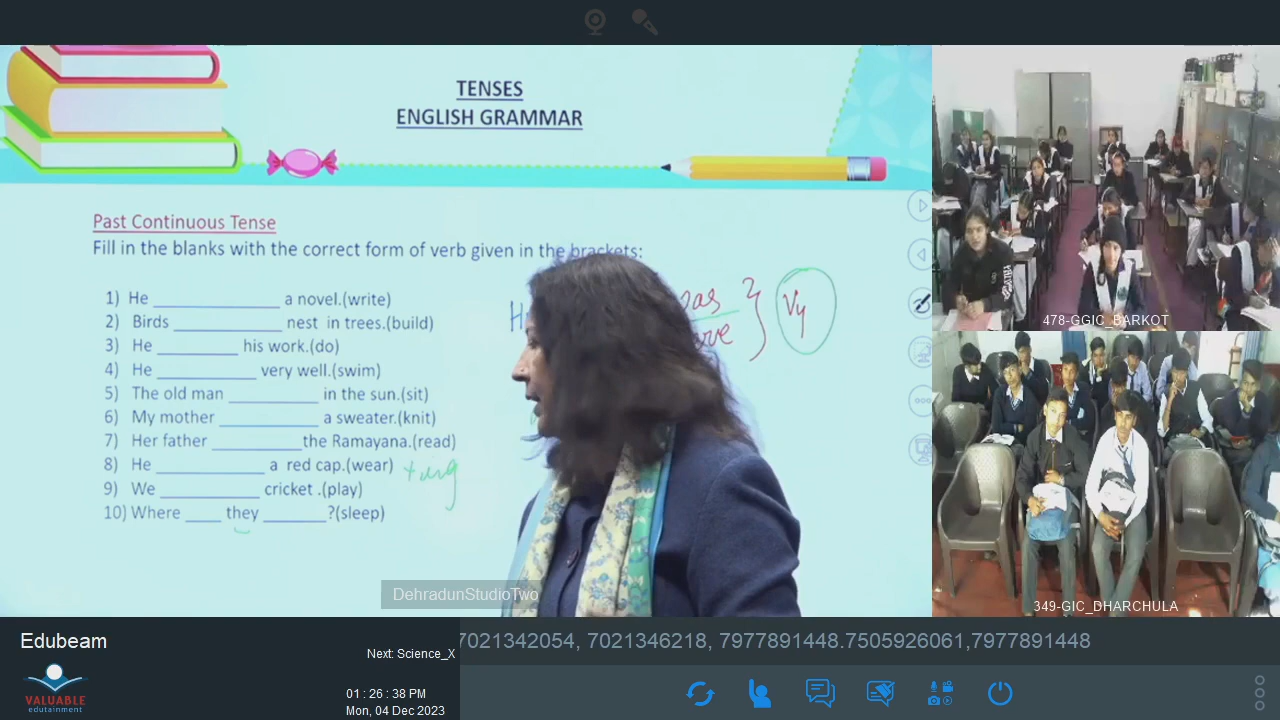 TENSES
ENGLISH GRAMMAR
Past Continuous Tense
Fill in the blanks with the correct form of verb given in the brackets:
1) He ______________ a novel.(write)
2) Birds ____________ nest in trees.(build)
3) He _________ his work.(do)
4) He ___________ very well.(swim)
5) The old man __________ in the sun.(sit)
6) My mother ___________ a sweater.(knit)
7) Her father __________the Ramayana.(read)
8) He ____________ a red cap.(wear)
+ ing
9) We ___________ cricket .(play)
10) Where ____ they _______?(sleep)
V4
DehradunStudioTwo
478-GGIC_BARKOT
349-GIC_DHARCHULA
Edubeam
VALUABLE
edutainment
Next: Science_X
01 : 26 : 38 PM
Mon, 04 Dec 2023
7021342054, 7021346218, 7977891448.7505926061,7977891448